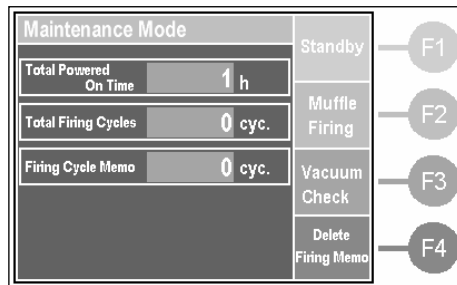 Maintenance Mode
Total Powered
On Time
1 h
Total Firing Cycles
0 cyc.
Firing Cycle Memo
0 cyc.
Standby
F1
Muffle
Firing
F2
Vacuum
Check
F3
Delete
Firing Memo
F4